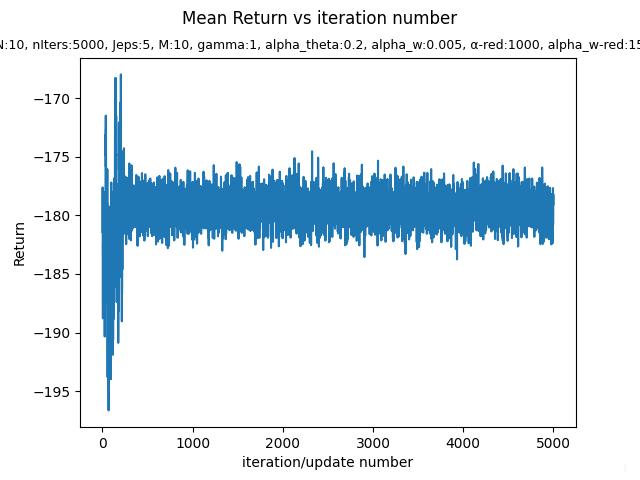 Mean Return vs iteration number
N:10, nIters:5000, Jeps:5, M:10, gamma:1, alpha_theta:0.2, alpha_w:0.005, α-red:1000, alpha_w-red:15
−170
−175
−180
−185
−190
−195
Return
0 1000 2000 3000 4000 5000
iteration/update number